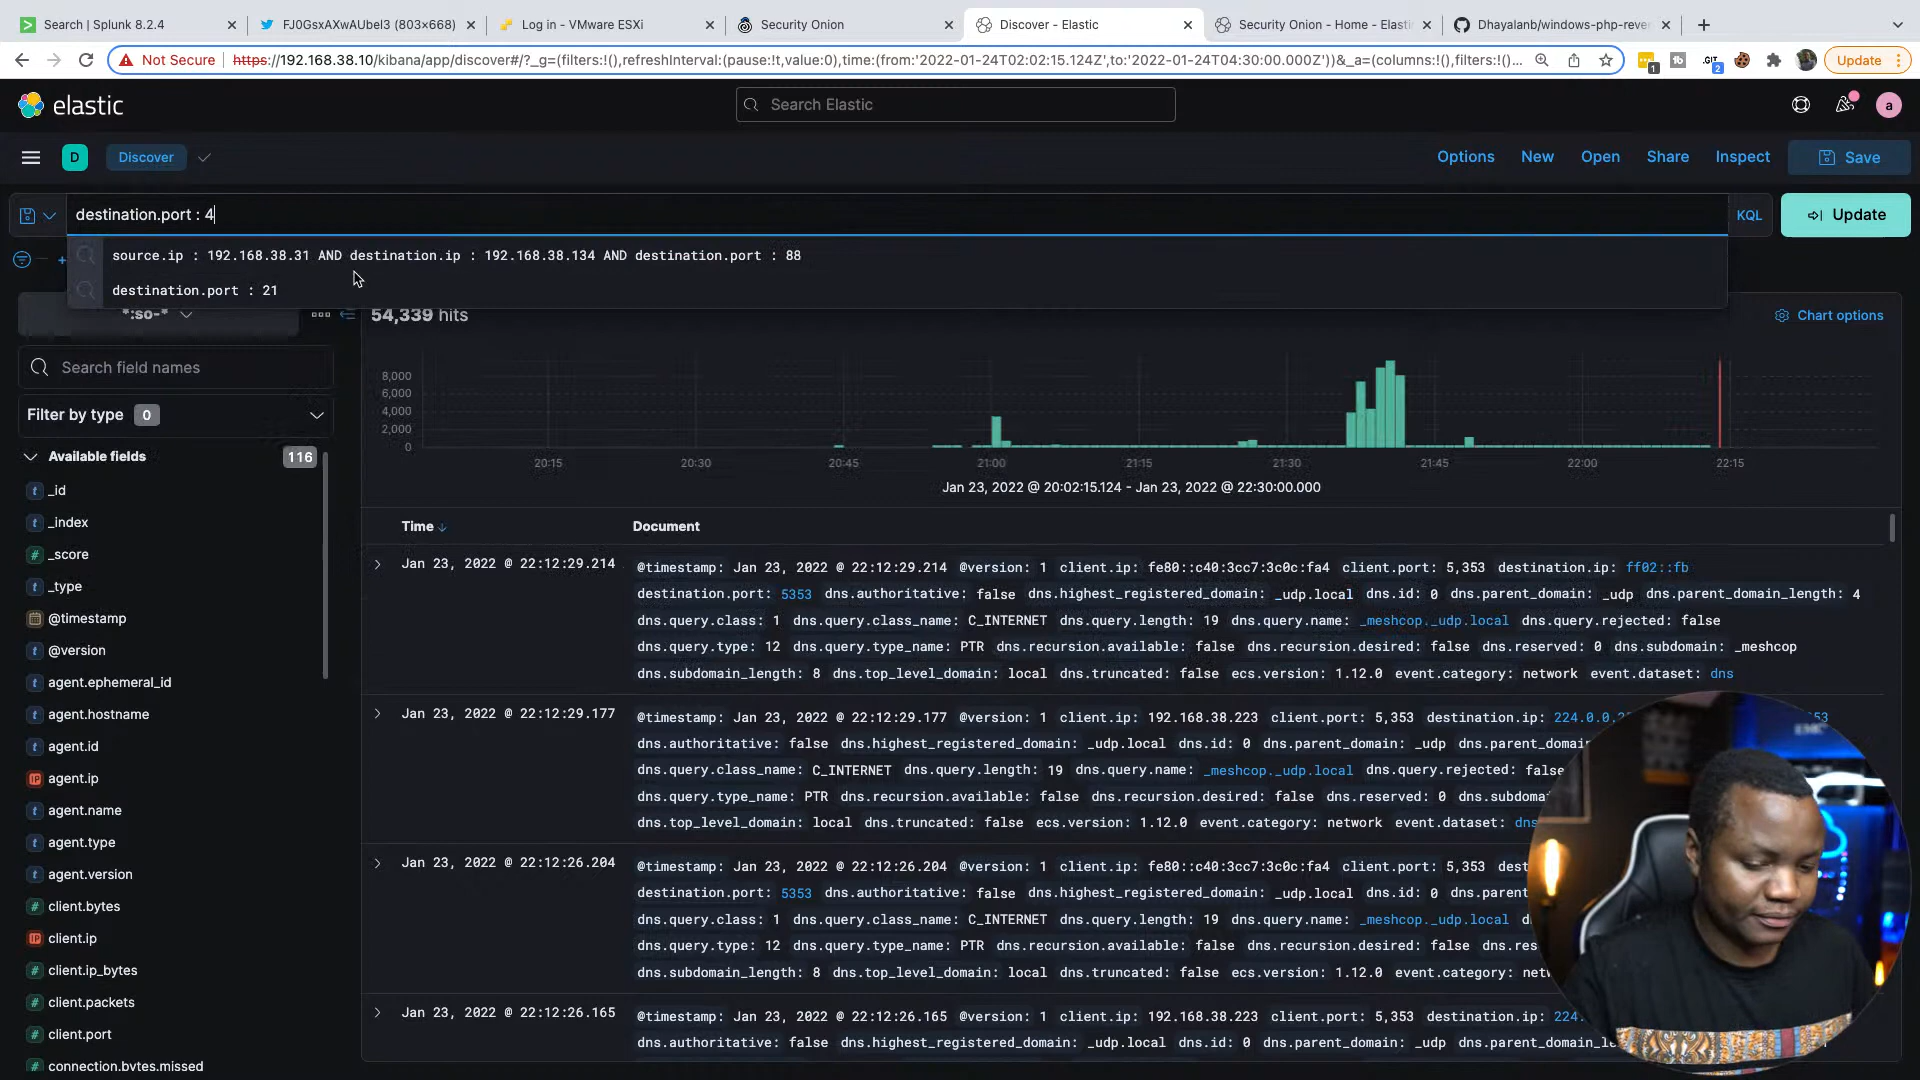 Search | Splunk 8.2.4
FJ0GsxAXwAUbel3 (803×668)
Log in - VMware ESXi
Security Onion
Discover - Elastic
Security Onion - Home - Elasti
Dhayalanb/windows-php-reve
Not Secure https://192.168.38.10/kibana/app/discover#/?_g=(filters:!(),refreshInterval:(pause:!t,value:0),time:(from:'2022-01-24T02:02:15.124Z',to:'2022-01-24T04:30:00.000Z'))&_a=(columns:!(),filters:!()...
Update
elastic
Search Elastic
a
D Discover
Options New Open Share Inspect Save
destination.port : 4
KQL
Update
source.ip : 192.168.38.31 AND destination.ip : 192.168.38.134 AND destination.port : 88
destination.port : 21
*:so-*
54,339 hits
Chart options
Search field names
Filter by type 0
Available fields 116
_id
_index
_score
_type
@timestamp
@version
agent.ephemeral_id
agent.hostname
agent.id
agent.ip
agent.name
agent.type
agent.version
client.bytes
client.ip
client.ip_bytes
client.packets
client.port
connection.bytes.missed
8,000
6,000
4,000
2,000
0
20:15 20:30 20:45 21:00 21:15 21:30 21:45 22:00 22:15
Jan 23, 2022 @ 20:02:15.124 - Jan 23, 2022 @ 22:30:00.000
Time Document
Jan 23, 2022 @ 22:12:29.214 @timestamp: Jan 23, 2022 @ 22:12:29.214 @version: 1 client.ip: fe80::c40:3cc7:3c0c:fa4 client.port: 5,353 destination.ip: ff02::fb
destination.port: 5353 dns.authoritative: false dns.highest_registered_domain: _udp.local dns.id: 0 dns.parent_domain: _udp dns.parent_domain_length: 4
dns.query.class: 1 dns.query.class_name: C_INTERNET dns.query.length: 19 dns.query.name: _meshcop._udp.local dns.query.rejected: false
dns.query.type: 12 dns.query.type_name: PTR dns.recursion.available: false dns.recursion.desired: false dns.reserved: 0 dns.subdomain: _meshcop
dns.subdomain_length: 8 dns.top_level_domain: local dns.truncated: false ecs.version: 1.12.0 event.category: network event.dataset: dns
Jan 23, 2022 @ 22:12:29.177 @timestamp: Jan 23, 2022 @ 22:12:29.177 @version: 1 client.ip: 192.168.38.223 client.port: 5,353 destination.ip: 224.0.0.2 53
dns.authoritative: false dns.highest_registered_domain: _udp.local dns.id: 0 dns.parent_domain: _udp dns.parent_domain
dns.query.class_name: C_INTERNET dns.query.length: 19 dns.query.name: _meshcop._udp.local dns.query.rejected: false
dns.query.type_name: PTR dns.recursion.available: false dns.recursion.desired: false dns.reserved: 0 dns.subdoma
dns.top_level_domain: local dns.truncated: false ecs.version: 1.12.0 event.category: network event.dataset: dns
Jan 23, 2022 @ 22:12:26.204 @timestamp: Jan 23, 2022 @ 22:12:26.204 @version: 1 client.ip: fe80::c40:3cc7:3c0c:fa4 client.port: 5,353 dest
destination.port: 5353 dns.authoritative: false dns.highest_registered_domain: _udp.local dns.id: 0 dns.parent
dns.query.class: 1 dns.query.class_name: C_INTERNET dns.query.length: 19 dns.query.name: _meshcop._udp.local d
dns.query.type: 12 dns.query.type_name: PTR dns.recursion.available: false dns.recursion.desired: false dns.res
dns.subdomain_length: 8 dns.top_level_domain: local dns.truncated: false ecs.version: 1.12.0 event.category: netw
Jan 23, 2022 @ 22:12:26.165 @timestamp: Jan 23, 2022 @ 22:12:26.165 @version: 1 client.ip: 192.168.38.223 client.port: 5,353 destination.ip: 224.
dns.authoritative: false dns.highest_registered_domain: _udp.local dns.id: 0 dns.parent_domain: _udp dns.parent_domain_le